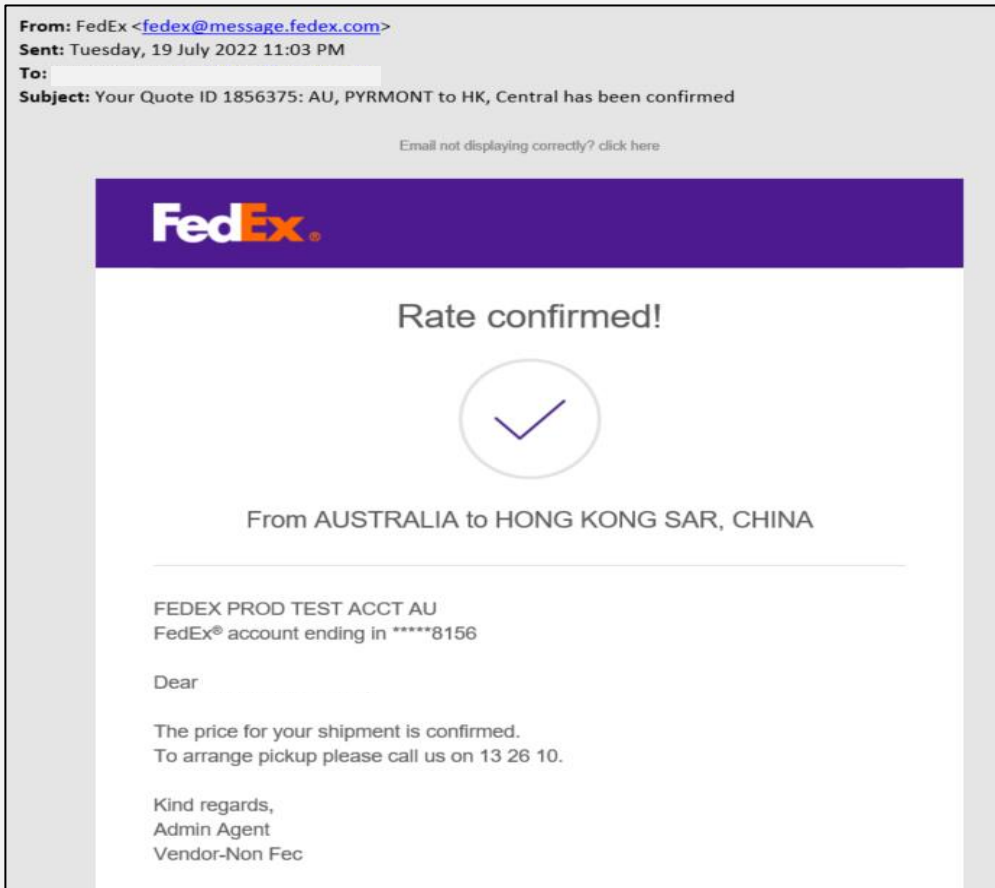 From: FedEx <fedex@message.fedex.com>
Sent: Tuesday, 19 July 2022 11:03 PM
To:
Subject: Your Quote ID 1856375: AU, PYRMONT to HK, Central has been confirmed
Email not displaying correctly? click here
FedEx®
Rate confirmed!
From AUSTRALIA to HONG KONG SAR, CHINA
FEDEX PROD TEST ACCT AU
FedEx® account ending in *****8156
Dear
The price for your shipment is confirmed.
To arrange pickup please call us on 13 26 10.
Kind regards,
Admin Agent
Vendor-Non Fec